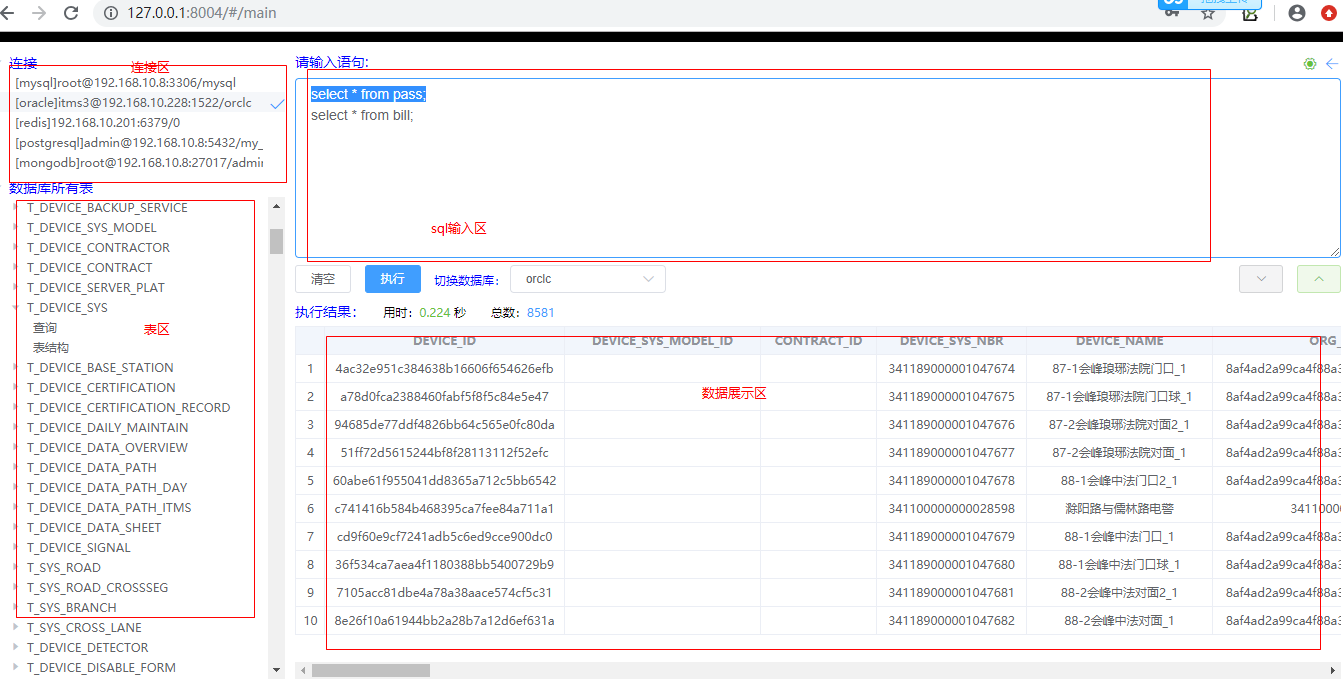 127.0.0.1:8004/#/main
连接
连接区
[mysql]root@192.168.10.8:3306/mysql
[oracle]itms3@192.168.10.228:1522/orclc
[redis]192.168.10.201:6379/0
[postgresql]admin@192.168.10.8:5432/my_
[mongodb]root@192.168.10.8:27017/admi
数据库所有表
T_DEVICE_BACKUP_SERVICE
T_DEVICE_SYS_MODEL
T_DEVICE_CONTRACTOR
T_DEVICE_CONTRACT
T_DEVICE_SERVER_PLAT
T_DEVICE_SYS
查询
表区
表结构
T_DEVICE_BASE_STATION
T_DEVICE_CERTIFICATION
T_DEVICE_CERTIFICATION_RECORD
T_DEVICE_DAILY_MAINTAIN
T_DEVICE_DATA_OVERVIEW
T_DEVICE_DATA_PATH
T_DEVICE_DATA_PATH_DAY
T_DEVICE_DATA_PATH_ITMS
T_DEVICE_DATA_SHEET
T_DEVICE_SIGNAL
T_SYS_ROAD
T_SYS_ROAD_CROSSSEG
T_SYS_BRANCH
T_SYS_CROSS_LANE
T_DEVICE_DETECTOR
T_DEVICE_DISABLE_FORM
请输入语句:
select * from pass;
select * from bill;
sql输入区
清空 执行 切换数据库: orclc
执行结果: 用时: 0.224 秒 总数: 8581
DEVICE_ID DEVICE_SYS_MODEL_ID CONTRACT_ID DEVICE_SYS_NBR DEVICE_NAME ORG_
1 4ac32e951c384638b16606f654626efb 341189000001047674 87-1会峰琅琊法院门口_1 8af4ad2a99ca4f88a3
2 a78d0fca2388460fabf5f8f5c84e5e47 341189000001047675 87-1会峰琅琊法院门口球_1 8af4ad2a99ca4f88a3
数据展示区
3 94685de77ddf4826bb64c565e0fc80da 341189000001047676 87-2会峰琅琊法院对面2_1 8af4ad2a99ca4f88a3
4 51ff72d5615244bf8f28113112f52efc 341189000001047677 87-2会峰琅琊法院对面_1 8af4ad2a99ca4f88a3
5 60abe61f955041dd8365a712c5bb6542 341189000001047678 88-1会峰中法门口2_1 8af4ad2a99ca4f88a3
6 c741416b584b468395ca7fee84a711a1 341100000000028598 滁阳路与儒林路电警 3411000
7 cd9f60e9cf7241adb5c6ed9cce900dc0 341189000001047679 88-1会峰中法门口_1 8af4ad2a99ca4f88a3
8 36f534ca7aea4f1180388bb5400729b9 341189000001047680 88-1会峰中法门口球_1 8af4ad2a99ca4f88a3
9 7105acc81dbe4a78a38aace574cf5c31 341189000001047681 88-2会峰中法对面2_1 8af4ad2a99ca4f88a3
10 8e26f10a61944bb2a28b7a12d6ef631a 341189000001047682 88-2会峰中法对面_1 8af4ad2a99ca4f88a3